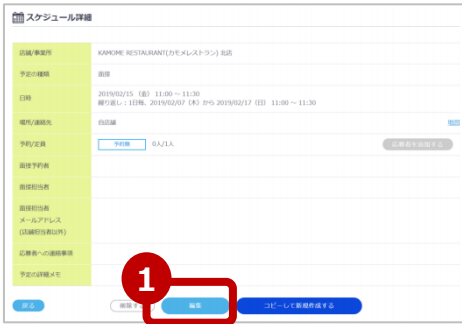 スケジュール詳細
店舗/事業所 KAMOME RESTAURANT(カモメレストラン) 北店
予定の種類 面接
日時 2019/02/15 (金) 11:00 ～ 11:30
繰り返し：1日毎、2019/02/07 (木) から 2019/02/17 (日) 11:00 ～ 11:30
場所/連絡先 自店舗 地図
予約/定員 予約無 0人/1人 応募者を追加する
面接予約者
面接担当者
面接担当者
メールアドレス
(店舗担当者以外)
応募者への連絡事項
予定の詳細メモ
1
戻る 削除す 編集 コピーして新規作成する